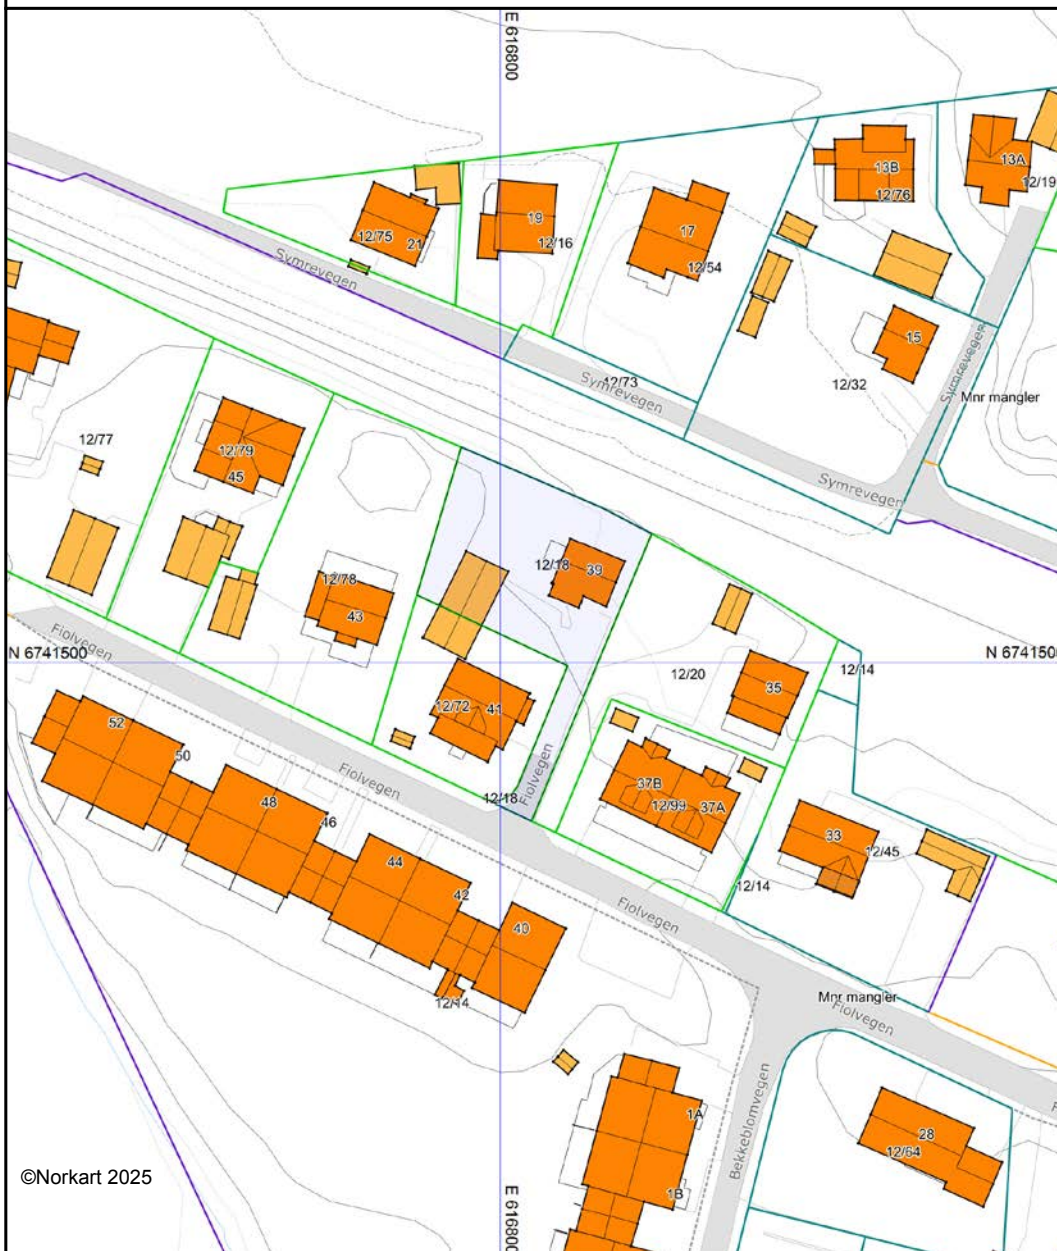 E 616800
13B
12/76
13A
12/19
12/75
21
19
12/16
17
12/54
Symrevegen
15
12/32
12/73
Symrevegen
Symrevegen
Mnr mangler
Symrevegen
12/77
12/79
45
12/78
43
12/18
39
Fiolvegen
N 6741500
N 6741500
12/14
12/20
35
12/72
41
Fiolvegen
Fiolvegen
12/18
37B
12/99
37A
33
12/45
12/14
52
50
48
46
44
42
40
12/14
Fiolvegen
Mnr mangler
Fiolvegen
Bekkeblomvegen
1A
1B
28
12/64
©Norkart 2025
E 616800